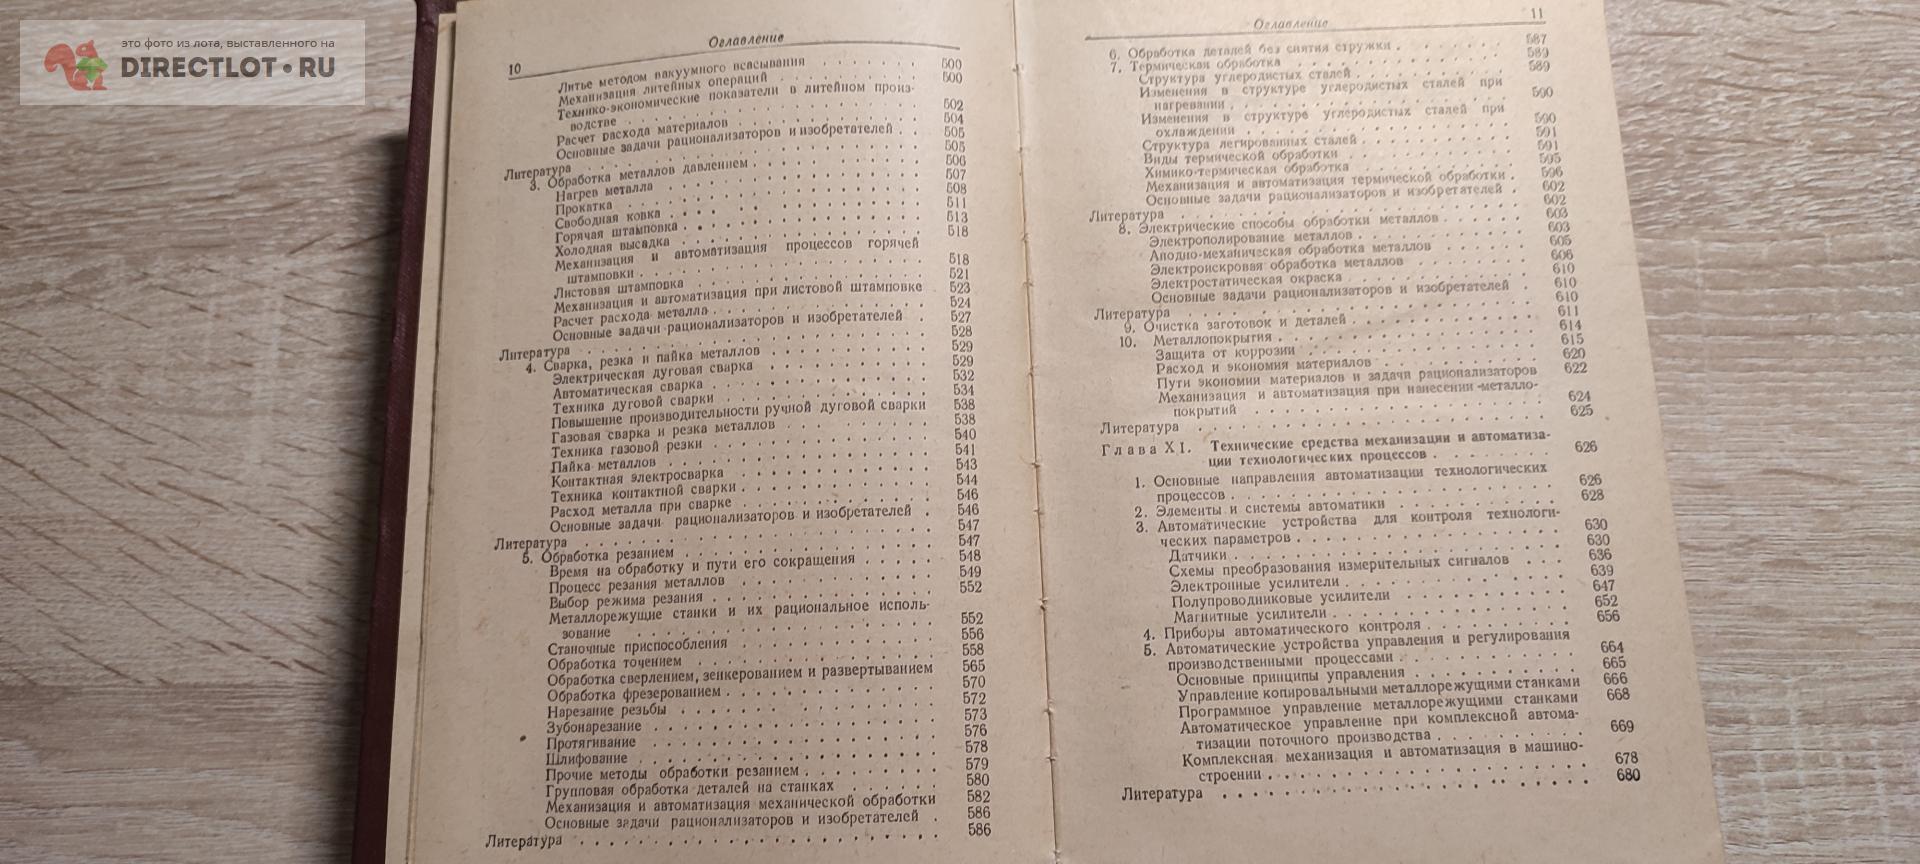 это фото из лота, выставленного на
DIRECTLOT•RU
10
Оглавление
Литье методом вакуумного всасывания . . . . . . 500
Механизация литейных операций . . . . . . . 500
Технико-экономические показатели в литейном произ-
водстве . . . . . . . . . . . . . . 502
Расчет расхода материалов . . . . . . . . . 504
Основные задачи рационализаторов и изобретателей . . 505
Литература . . . . . . . . . . . . . . . 505
3. Обработка металлов давлением . . . . . . . . 506
Нагрев металла . . . . . . . . . . . . 507
Прокатка . . . . . . . . . . . . . . 508
Свободная ковка . . . . . . . . . . . . 511
Горячая штамповка . . . . . . . . . . . 513
Холодная высадка . . . . . . . . . . . 518
Механизация и автоматизация процессов горячей
штамповки . . . . . . . . . . . . . 518
Листовая штамповка . . . . . . . . . . . 521
Механизация и автоматизация при листовой штамповке 523
Расчет расхода металла . . . . . . . . . . 524
Основные задачи рационализаторов и изобретателей . 527
Литература . . . . . . . . . . . . . . . 528
4. Сварка, резка и пайка металлов . . . . . . . . 529
Электрическая дуговая сварка . . . . . . . . 529
Автоматическая сварка . . . . . . . . . . 532
Техника дуговой сварки . . . . . . . . . . 534
Повышение производительности ручной дуговой сварки 538
Газовая сварка и резка металлов . . . . . . . 538
Техника газовой резки . . . . . . . . . . 540
Пайка металлов . . . . . . . . . . . . 541
Контактная электросварка . . . . . . . . . 543
Техника контактной сварки . . . . . . . . . 544
Расход металла при сварке . . . . . . . . . 546
Основные задачи рационализаторов и изобретателей . 546
Литература . . . . . . . . . . . . . . . 547
5. Обработка резанием . . . . . . . . . . . . 547
Время на обработку и пути его сокращения . . . . . 548
Процесс резания металлов . . . . . . . . . 549
Выбор режима резания . . . . . . . . . . 552
Металлорежущие станки и их рациональное исполь-
зование . . . . . . . . . . . . . . 552
Станочные приспособления . . . . . . . . . 556
Обработка точением . . . . . . . . . . . 558
Обработка сверлением, зенкерованием и развертыванием 565
Обработка фрезерованием . . . . . . . . . . 570
Нарезание резьбы . . . . . . . . . . . . 572
Зубонарезание . . . . . . . . . . . . . 573
Протягивание . . . . . . . . . . . . . 576
Шлифование . . . . . . . . . . . . . . 578
Прочие методы обработки резанием . . . . . . . 579
Групповая обработка деталей на станках . . . . . . 580
Механизация и автоматизация механической обработки 582
Основные задачи рационализаторов и изобретателей . 586
Литература . . . . . . . . . . . . . . . 586
Оглавление
11
6. Обработка деталей без снятия стружки . . . . . . 587
7. Термическая обработка . . . . . . . . . . . 589
Структура углеродистых сталей . . . . . . . . 589
Изменения в структуре углеродистых сталей при
нагревании . . . . . . . . . . . . . 590
Изменения в структуре углеродистых сталей при
охлаждении . . . . . . . . . . . . . 590
Структура легированных сталей . . . . . . . . 591
Виды термической обработки . . . . . . . . . 591
Химико-термическая обработка . . . . . . . . 595
Механизация и автоматизация термической обработки . 596
Основные задачи рационализаторов и изобретателей . 602
Литература . . . . . . . . . . . . . . . 602
8. Электрические способы обработки металлов . . . . . 603
Электрополирование металлов . . . . . . . . 603
Анодно-механическая обработка металлов . . . . . 605
Электроискровая обработка металлов . . . . . . 606
Электростатическая окраска . . . . . . . . . 610
Основные задачи рационализаторов и изобретателей . 610
Литература . . . . . . . . . . . . . . . 610
9. Очистка заготовок и деталей . . . . . . . . . 611
10. Металлопокрытия . . . . . . . . . . . . . 614
Защита от коррозии . . . . . . . . . . . 615
Расход и экономия материалов . . . . . . . . 620
Пути экономии материалов и задачи рационализаторов 622
Механизация и автоматизация при нанесении металло-
покрытий . . . . . . . . . . . . . . 624
Литература . . . . . . . . . . . . . . . 625
Глава XI. Технические средства механизации и автоматиза-
ции технологических процессов . . . . . . . . 626
1. Основные направления автоматизации технологических
процессов . . . . . . . . . . . . . . 626
2. Элементы и системы автоматики . . . . . . . . 628
3. Автоматические устройства для контроля технологи-
ческих параметров . . . . . . . . . . . . 630
Датчики . . . . . . . . . . . . . . . 630
Схемы преобразования измерительных сигналов . . . 636
Электронные усилители . . . . . . . . . . 639
Полупроводниковые усилители . . . . . . . . 647
Магнитные усилители . . . . . . . . . . . 652
4. Приборы автоматического контроля . . . . . . . 656
5. Автоматические устройства управления и регулирования
производственными процессами . . . . . . . . 664
Основные принципы управления . . . . . . . . 665
Управление копировальными металлорежущими станками 666
Программное управление металлорежущими станками 668
Автоматическое управление при комплексной автома-
тизации поточного производства . . . . . . . 669
Комплексная механизация и автоматизация в машино-
строении . . . . . . . . . . . . . . 678
Литература . . . . . . . . . . . . . . . 680